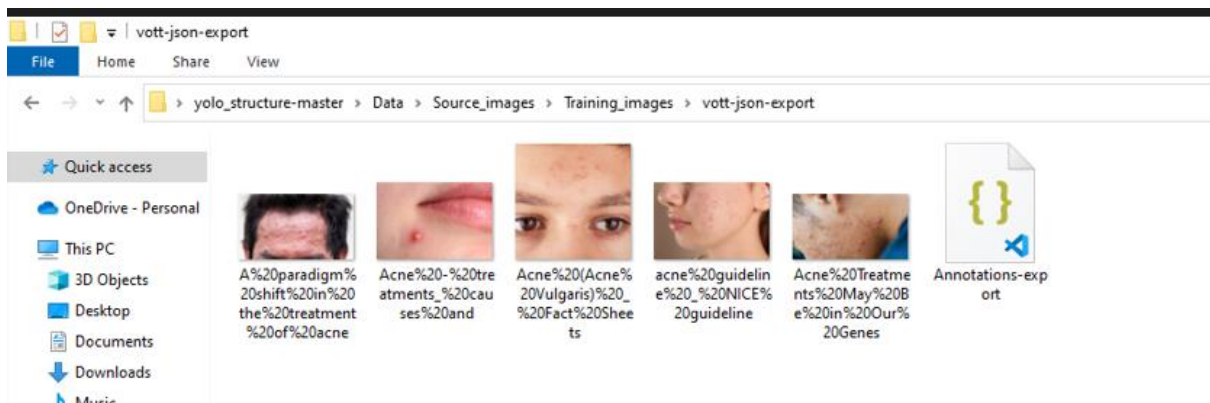 vott-json-export
File Home Share View
yolo_structure-master > Data > Source_images > Training_images > vott-json-export
Quick access
OneDrive - Personal
This PC
3D Objects
Desktop
Documents
Downloads
Music
A%20paradigm%
20shift%20in%20
the%20treatment
%20of%20acne
Acne%20-%20tre
atments_%20cau
ses%20and
Acne%20(Acne%
20Vulgaris)%20_
%20Fact%20Shee
ts
acne%20guidelin
e%20_%20NICE%
20guideline
Acne%20Treatme
nts%20May%20B
e%20in%20Our%
20Genes
Annotations-exp
ort